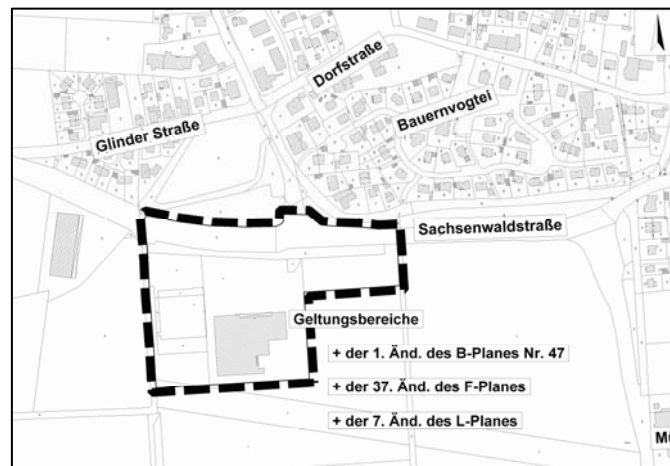 Dorfstraße
Bauernvogtei
Glinder Straße
Sachsenwaldstraße
Geltungsbereiche
+ der 1. Änd. des B-Planes Nr. 47
+ der 37. Änd. des F-Planes
+ der 7. Änd. des L-Planes